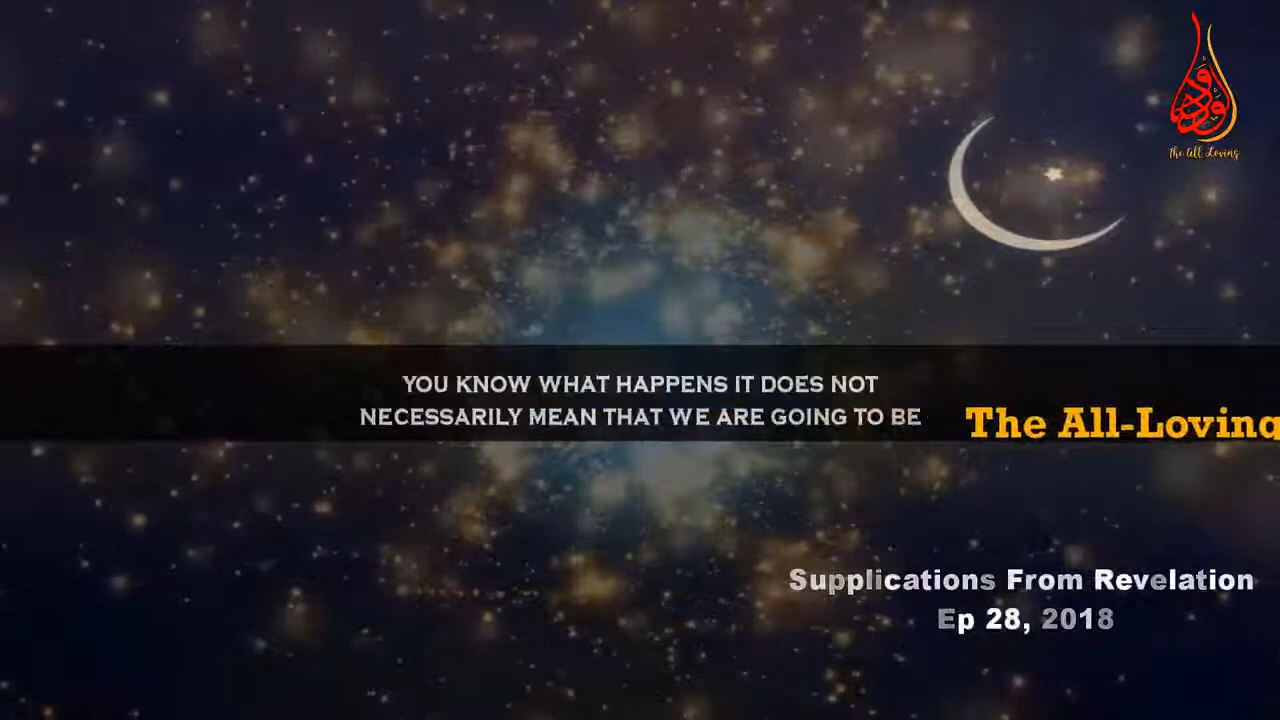 الودود
The All Loving
YOU KNOW WHAT HAPPENS IT DOES NOT
NECESSARILY MEAN THAT WE ARE GOING TO BE
The All-Loving
Supplications From Revelation
Ep 28, 2018